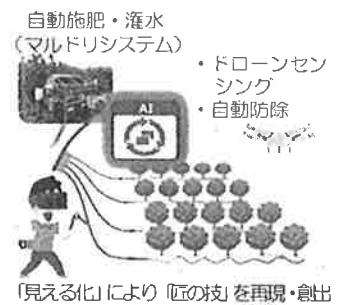 自動施肥・灌水
（マルドリシステム）
・ドローンセン
シング
・自動防除
AI
「見える化」により「匠の技」を再現・創出